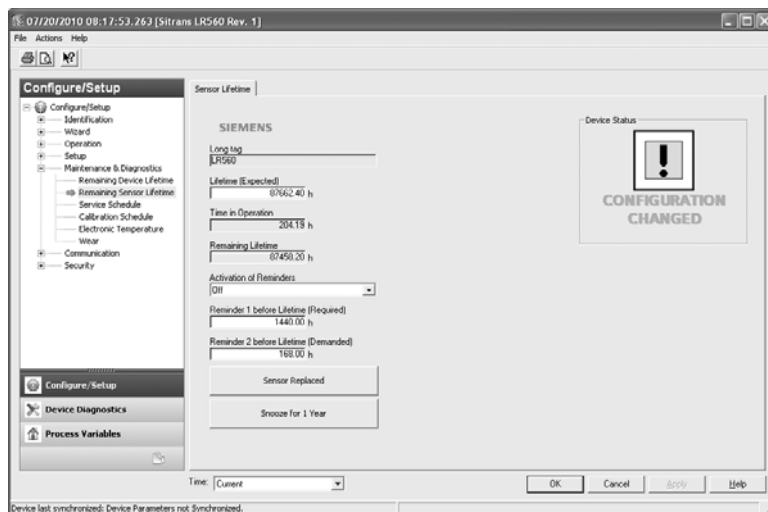 07/20/2010 08:17:53.263 [Sitrans LR560 Rev. 1]
File Actions Help
Configure/Setup
Configure/Setup
Identification
Wizard
Operation
Setup
Maintenance & Diagnostics
Remaining Device Lifetime
Remaining Sensor Lifetime
Service Schedule
Calibration Schedule
Electronic Temperature
Wear
Communication
Security
Configure/Setup
Device Diagnostics
Process Variables
Sensor Lifetime
SIEMENS
Long tag
LR560
Lifetime (Expected)
87662.40 h
Time in Operation
204.19 h
Remaining Lifetime
87458.20 h
Activation of Reminders
Off
Reminder 1 before Lifetime (Required)
1440.00 h
Reminder 2 before Lifetime (Demanded)
168.00 h
Sensor Replaced
Snooze for 1 Year
Device Status
!
CONFIGURATION
CHANGED
Time: Current
OK Cancel Apply Help
Device last synchronized: Device Parameters not Synchronized.